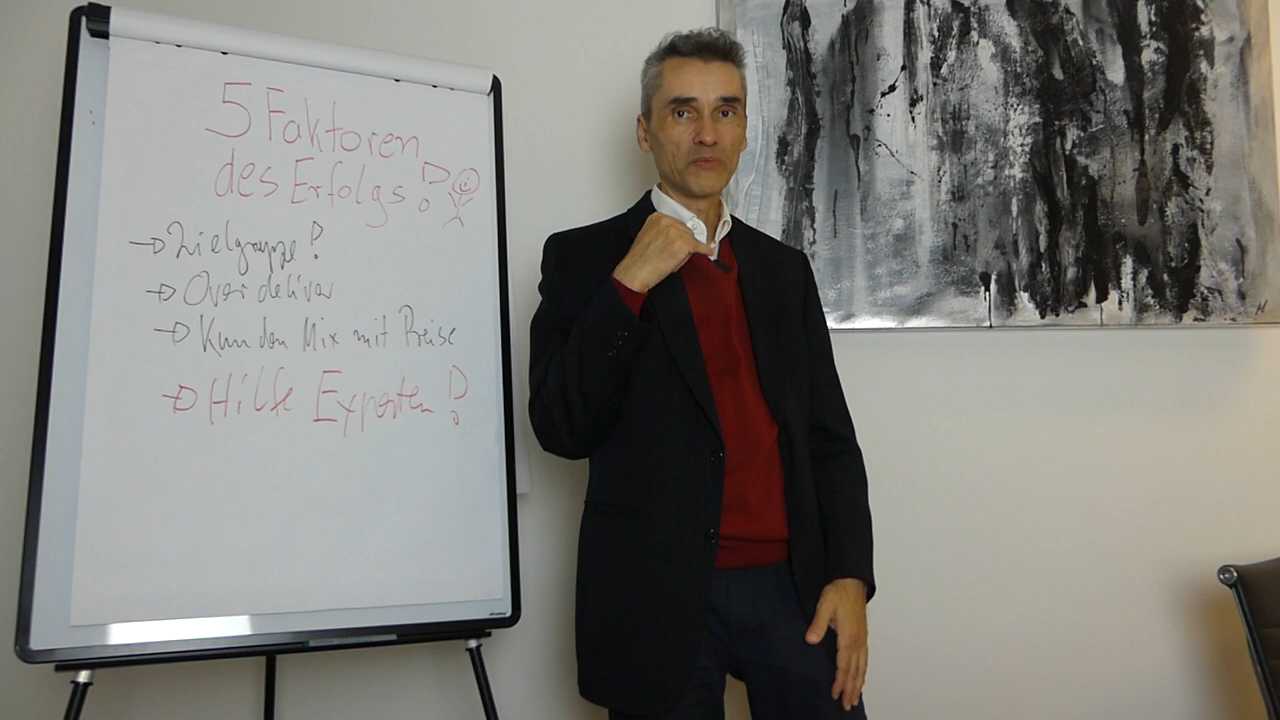 5 Faktoren
des Erfolgs!
→ Zielgruppe!
→ Over deliver
→ Kunden Mix mit Preise
→ Hilfe Experten!